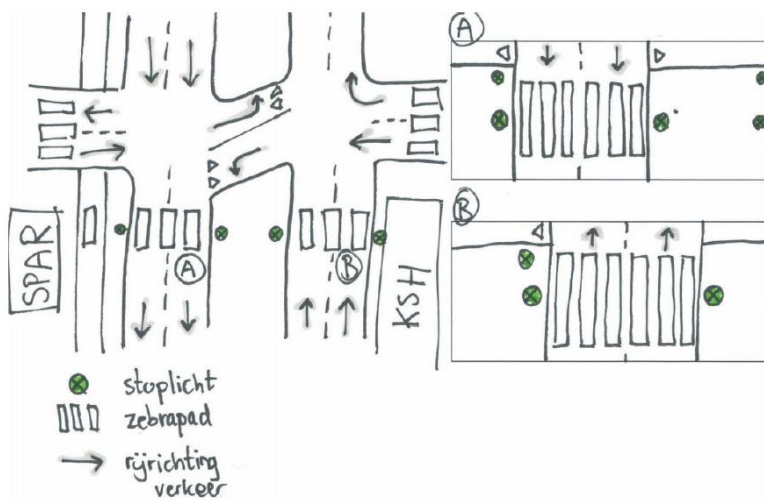 A
B
SPAR
A
B
KSH
stoplicht
zebrapad
rijrichting
verkeer